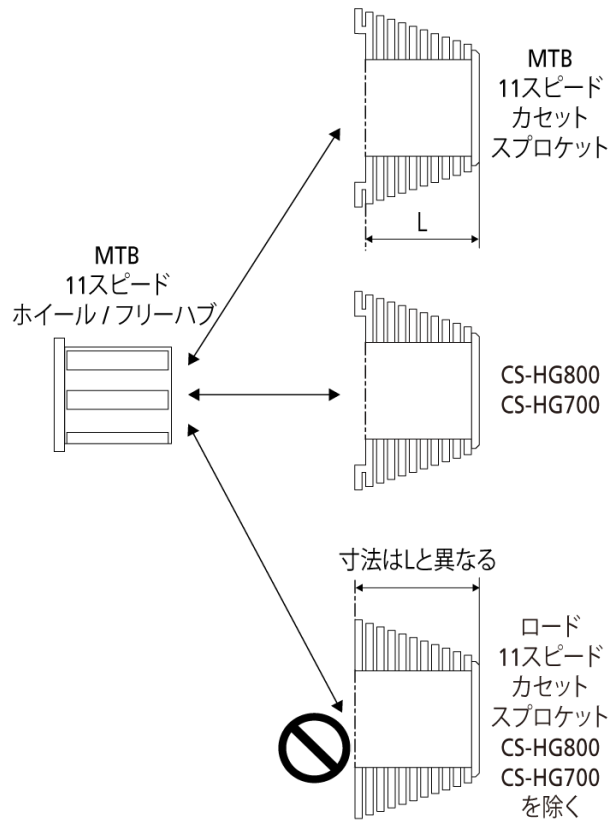 MTB
11スピード
カセット
スプロケット
L
MTB
11スピード
ホイール / フリーハブ
CS-HG800
CS-HG700
寸法はLと異なる
ロード
11スピード
カセット
スプロケット
CS-HG800
CS-HG700
を除く